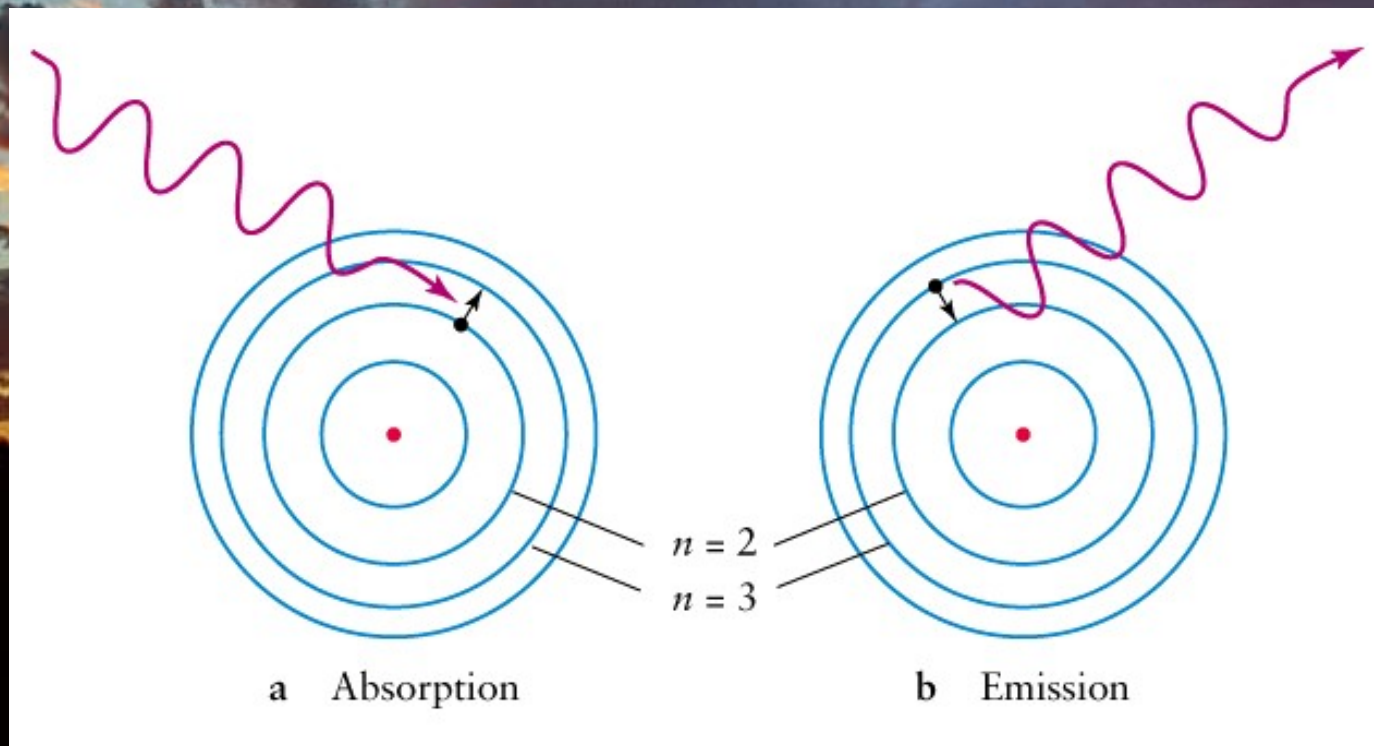 n = 2
n = 3
a Absorption
b Emission